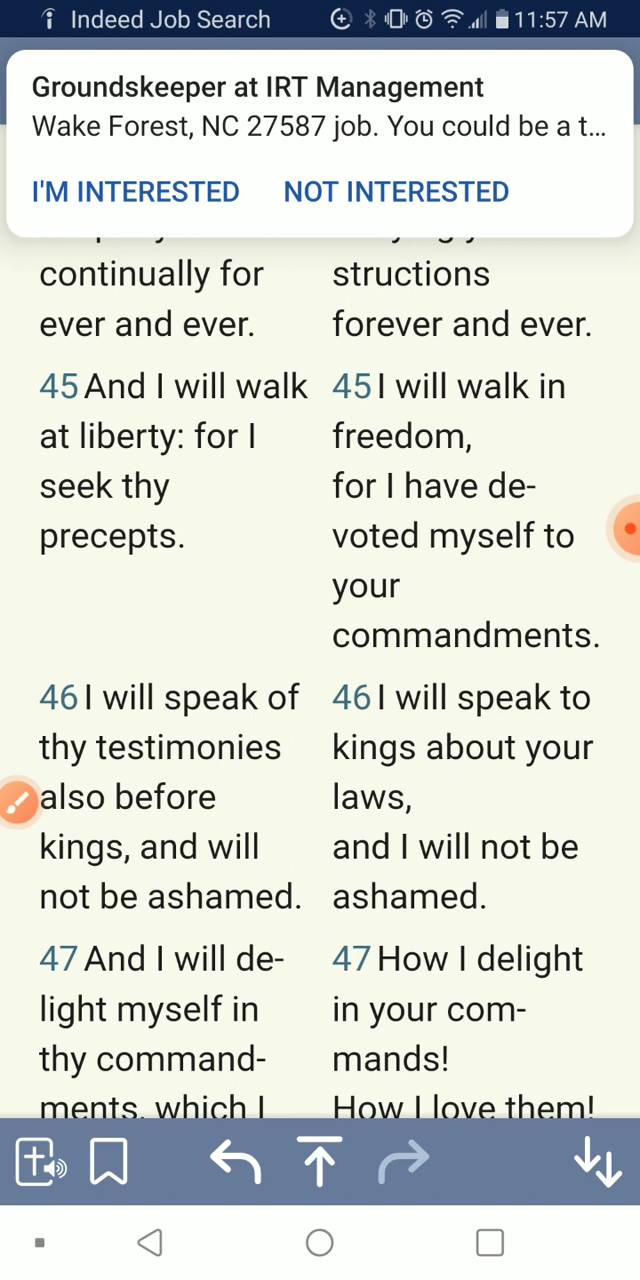 Indeed Job Search 11:57 AM
Groundskeeper at IRT Management
Wake Forest, NC 27587 job. You could be a t...
I'M INTERESTED NOT INTERESTED
continually for
ever and ever.
45 And I will walk
at liberty: for I
seek thy
precepts.
46 I will speak of
thy testimonies
also before
kings, and will
not be ashamed.
47 And I will de-
light myself in
thy command-
ments, which I
structions
forever and ever.
45 I will walk in
freedom,
for I have de-
voted myself to
your
commandments.
46 I will speak to
kings about your
laws,
and I will not be
ashamed.
47 How I delight
in your com-
mands!
How I love them!